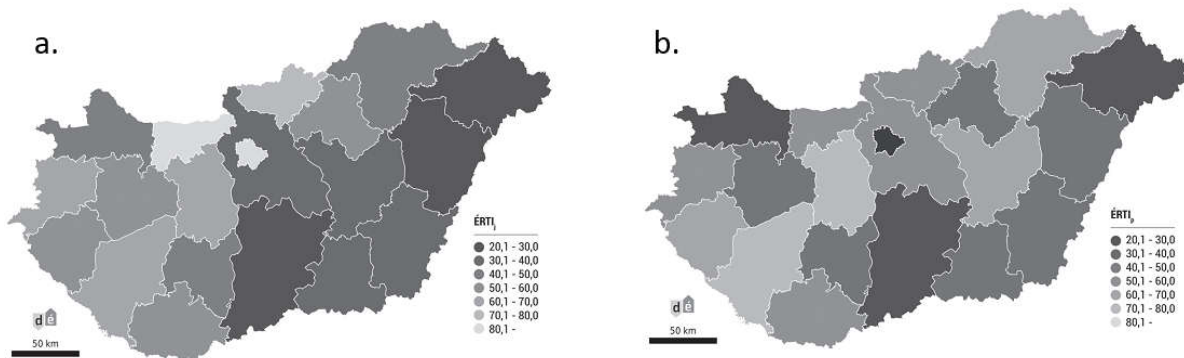 a.
ÉRTIⱼ
20,1 - 30,0
30,1 - 40,0
40,1 - 50,0
50,1 - 60,0
60,1 - 70,0
70,1 - 80,0
80,1 -
d é
50 km
b.
ÉRTIₚ
20,1 - 30,0
30,1 - 40,0
40,1 - 50,0
50,1 - 60,0
60,1 - 70,0
70,1 - 80,0
80,1 -
d é
50 km